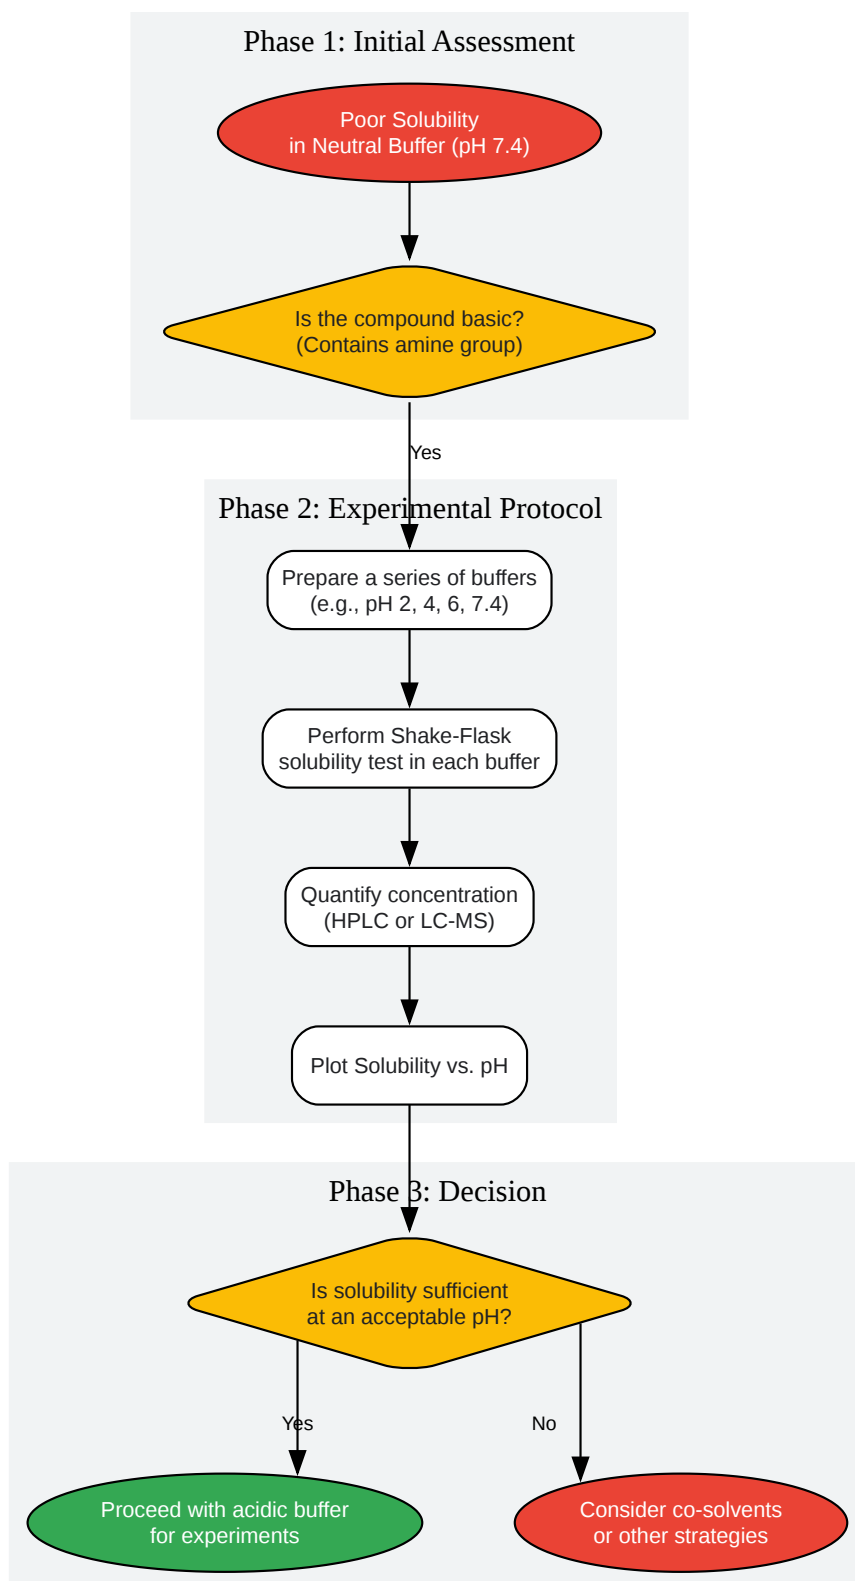 Phase 1: Initial Assessment
Poor Solubility
in Neutral Buffer (pH 7.4)
Is the compound basic?
(Contains amine group)
Yes
Phase 2: Experimental Protocol
Prepare a series of buffers
(e.g., pH 2, 4, 6, 7.4)
Perform Shake-Flask
solubility test in each buffer
Quantify concentration
(HPLC or LC-MS)
Plot Solubility vs. pH
Phase 3: Decision
Is solubility sufficient
at an acceptable pH?
Yes
No
Proceed with acidic buffer
for experiments
Consider co-solvents
or other strategies